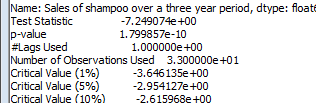 Name: Sales of shampoo over a three year period, dtype: float
Test Statistic -7.249074e+00
p-value 1.799857e-10
#Lags Used 1.000000e+00
Number of Observations Used 3.300000e+01
Critical Value (1%) -3.646135e+00
Critical Value (5%) -2.954127e+00
Critical Value (10%) -2.615968e+00